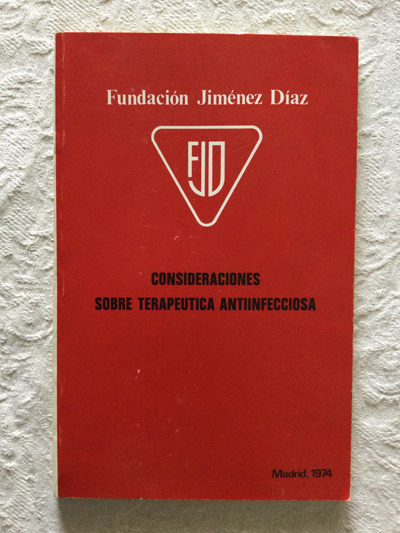 Fundación Jiménez Díaz
FJD
CONSIDERACIONES
SOBRE TERAPEUTICA ANTIINFECCIOSA
Madrid, 1974